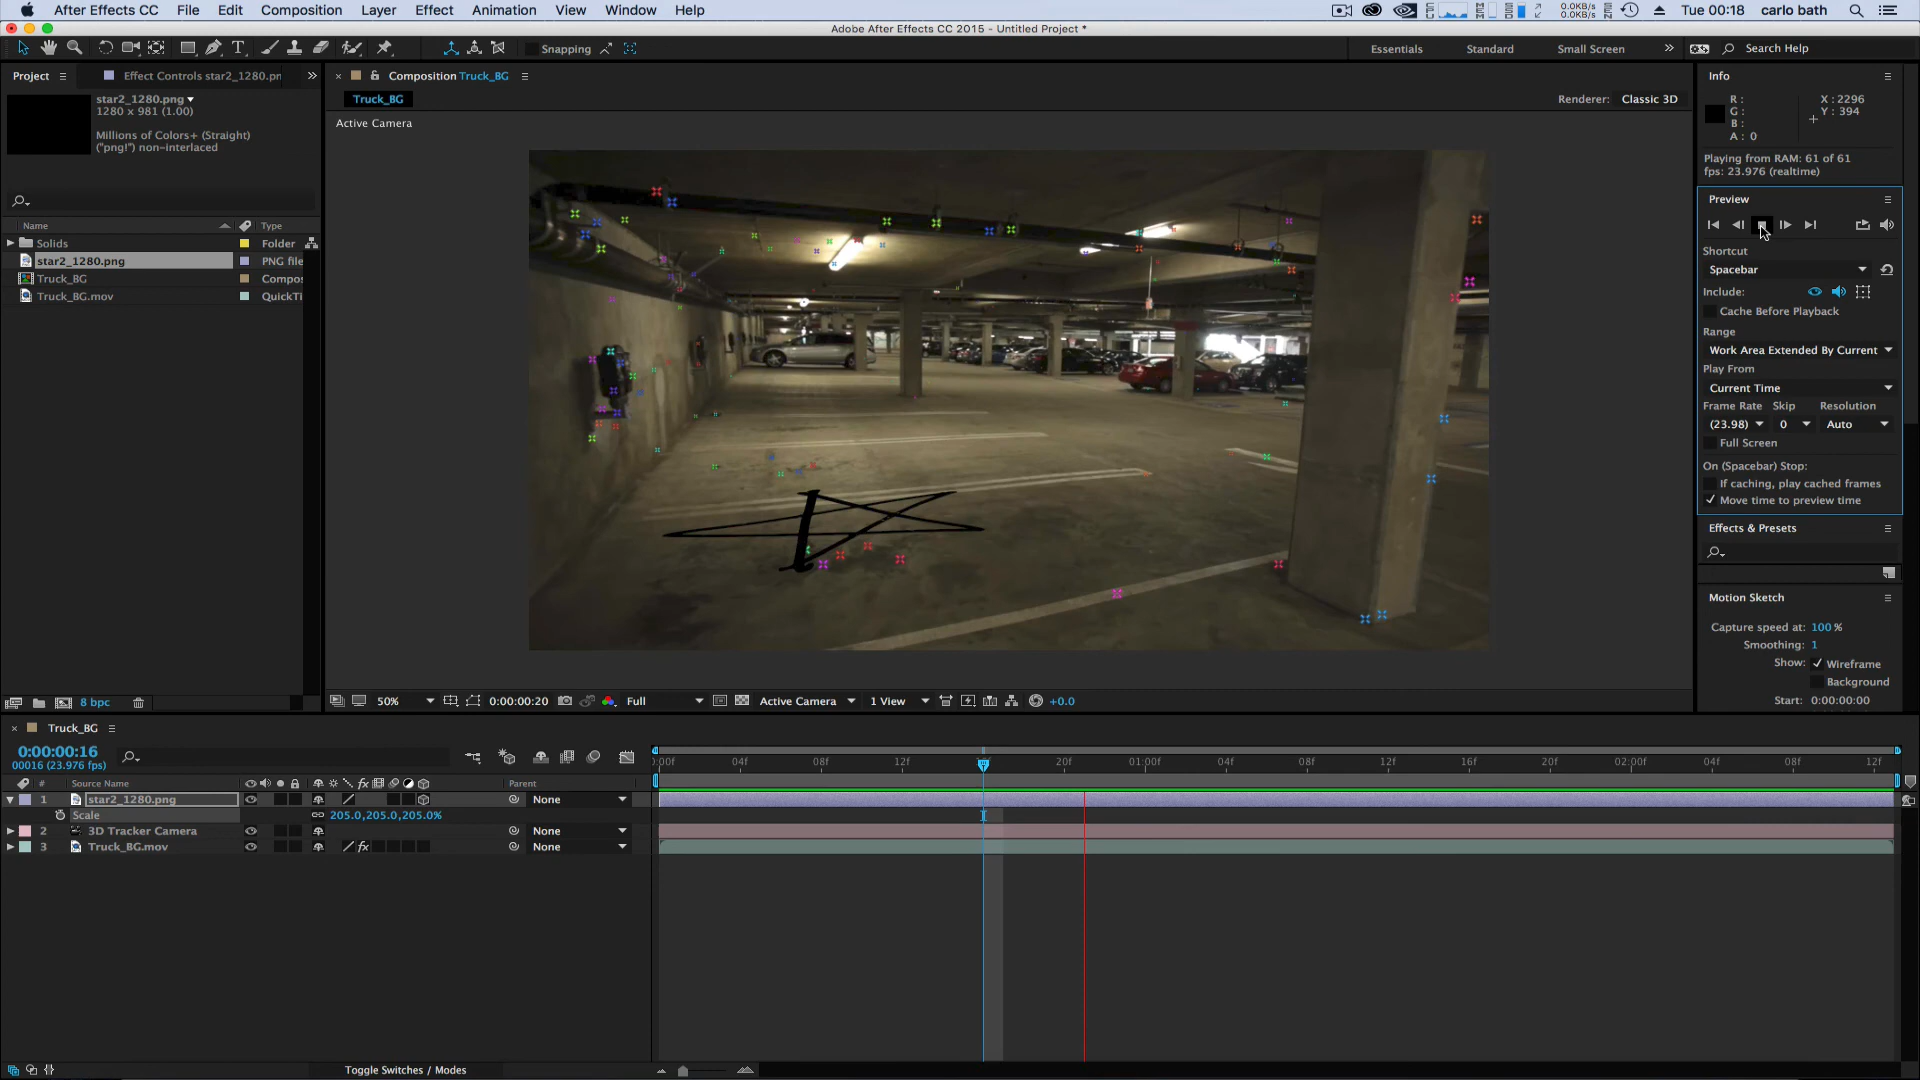 After Effects CC File Edit Composition Layer Effect Animation View Window Help
0.0KB/s
0.0KB/s
Tue 00:18 carlo bath
Adobe After Effects CC 2015 - Untitled Project *
Snapping
Essentials Standard Small Screen » Search Help
Project Effect Controls star2_1280.pn »
star2_1280.png
1280 x 981 (1.00)
Millions of Colors+ (Straight)
("png!") non-interlaced
Name Type
Solids Folder
star2_1280.png PNG file
Truck_BG Compos
Truck_BG.mov QuickTi
8 bpc
Composition Truck_BG
Truck_BG
Renderer: Classic 3D
Active Camera
50% 0:00:00:20 Full Active Camera 1 View +0.0
Info
R :
G :
B :
A : 0
X : 2296
Y : 394
Playing from RAM: 61 of 61
fps: 23.976 (realtime)
Preview
Shortcut
Spacebar
Include:
Cache Before Playback
Range
Work Area Extended By Current
Play From
Current Time
Frame Rate Skip Resolution
(23.98) 0 Auto
Full Screen
On (Spacebar) Stop:
If caching, play cached frames
Move time to preview time
Effects & Presets
Motion Sketch
Capture speed at: 100 %
Smoothing: 1
Show: Wireframe
Background
Start: 0:00:00:00
Truck_BG
0:00:00:16
00016 (23.976 fps)
:00f 04f 08f 12f 20f 01:00f 04f 08f 12f 16f 20f 02:00f 04f 08f 12f
# Source Name Parent
1 star2_1280.png None
Scale 205.0,205.0,205.0%
2 3D Tracker Camera None
3 Truck_BG.mov fx None
Toggle Switches / Modes